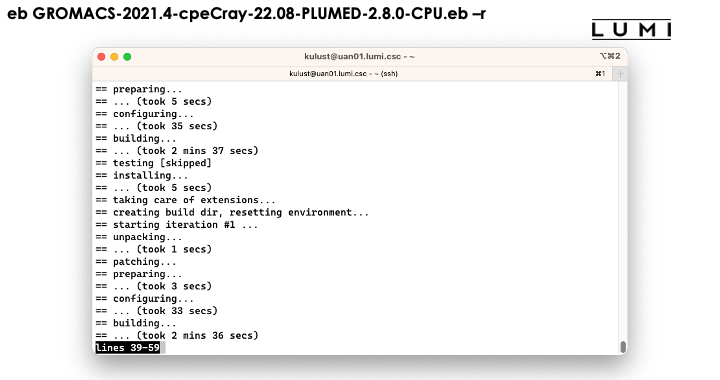 eb GROMACS-2021.4-cpeCray-22.08-PLUMED-2.8.0-CPU.eb –r
LUMI
kulust@uan01.lumi.csc - ~
⌥⌘2
kulust@uan01.lumi.csc - ~ (ssh)
⌘1
+
== preparing...
== ... (took 5 secs)
== configuring...
== ... (took 35 secs)
== building...
== ... (took 2 mins 37 secs)
== testing [skipped]
== installing...
== ... (took 5 secs)
== taking care of extensions...
== creating build dir, resetting environment...
== starting iteration #1 ...
== unpacking...
== ... (took 1 secs)
== patching...
== preparing...
== ... (took 3 secs)
== configuring...
== ... (took 33 secs)
== building...
== ... (took 2 mins 36 secs)
lines 39-59